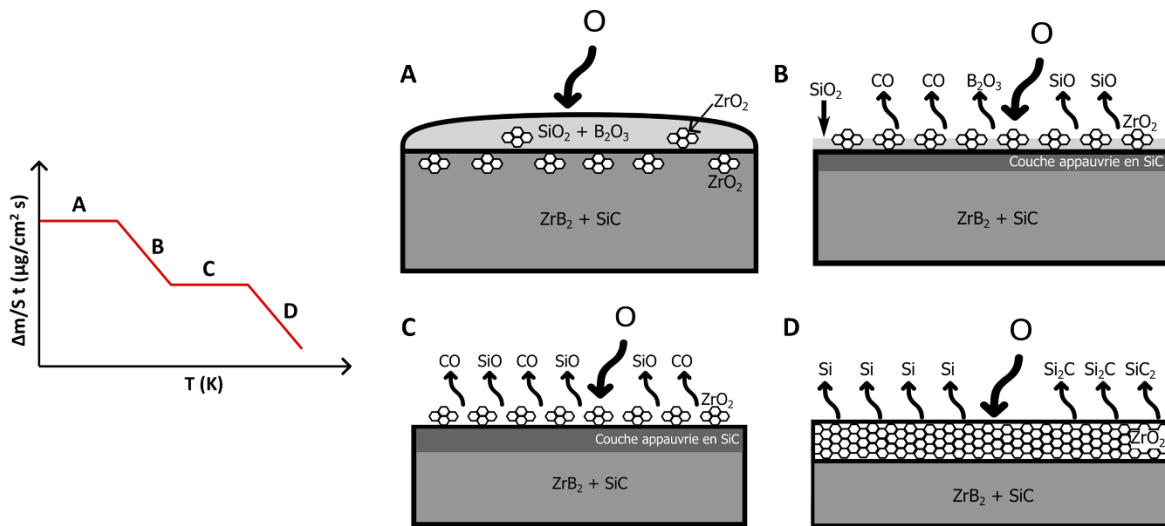 A
B
C
D
Δm/S t (µg/cm² s)
T (K)
A
O
ZrO₂
SiO₂ + B₂O₃
ZrO₂
ZrB₂ + SiC
B
O
SiO₂
CO
CO
B₂O₃
SiO
SiO
ZrO₂
Couche appauvrie en SiC
ZrB₂ + SiC
C
O
CO
SiO
CO
SiO
SiO
CO
ZrO₂
Couche appauvrie en SiC
ZrB₂ + SiC
D
O
Si
Si
Si
Si
Si₂C
Si₂C
SiC₂
ZrO₂
ZrB₂ + SiC